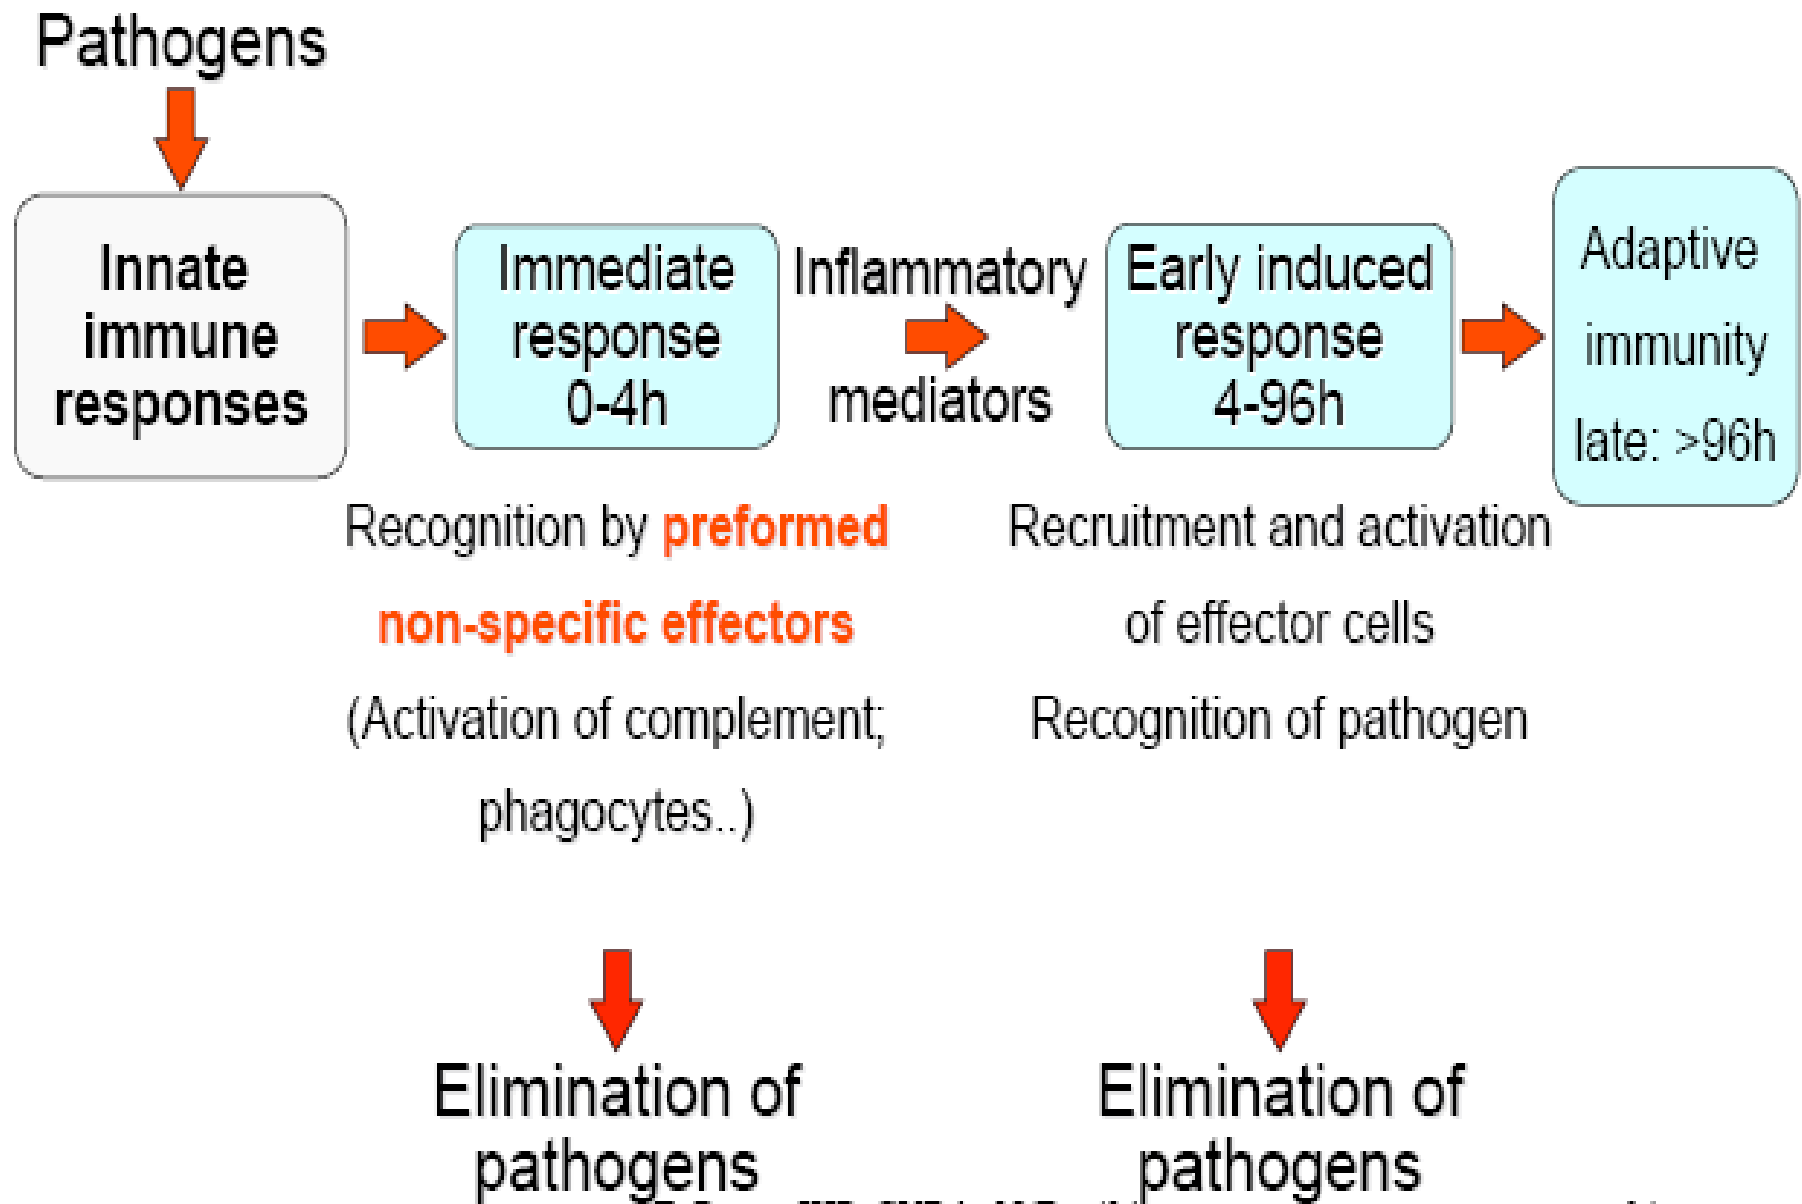 Pathogens
Innate
immune
responses
Immediate
response
0-4h
Inflammatory
mediators
Early induced
response
4-96h
Adaptive
immunity
late: >96h
Recognition by preformed
non-specific effectors
(Activation of complement;
phagocytes..)
Recruitment and activation
of effector cells
Recognition of pathogen
Elimination of
pathogens
Elimination of
pathogens